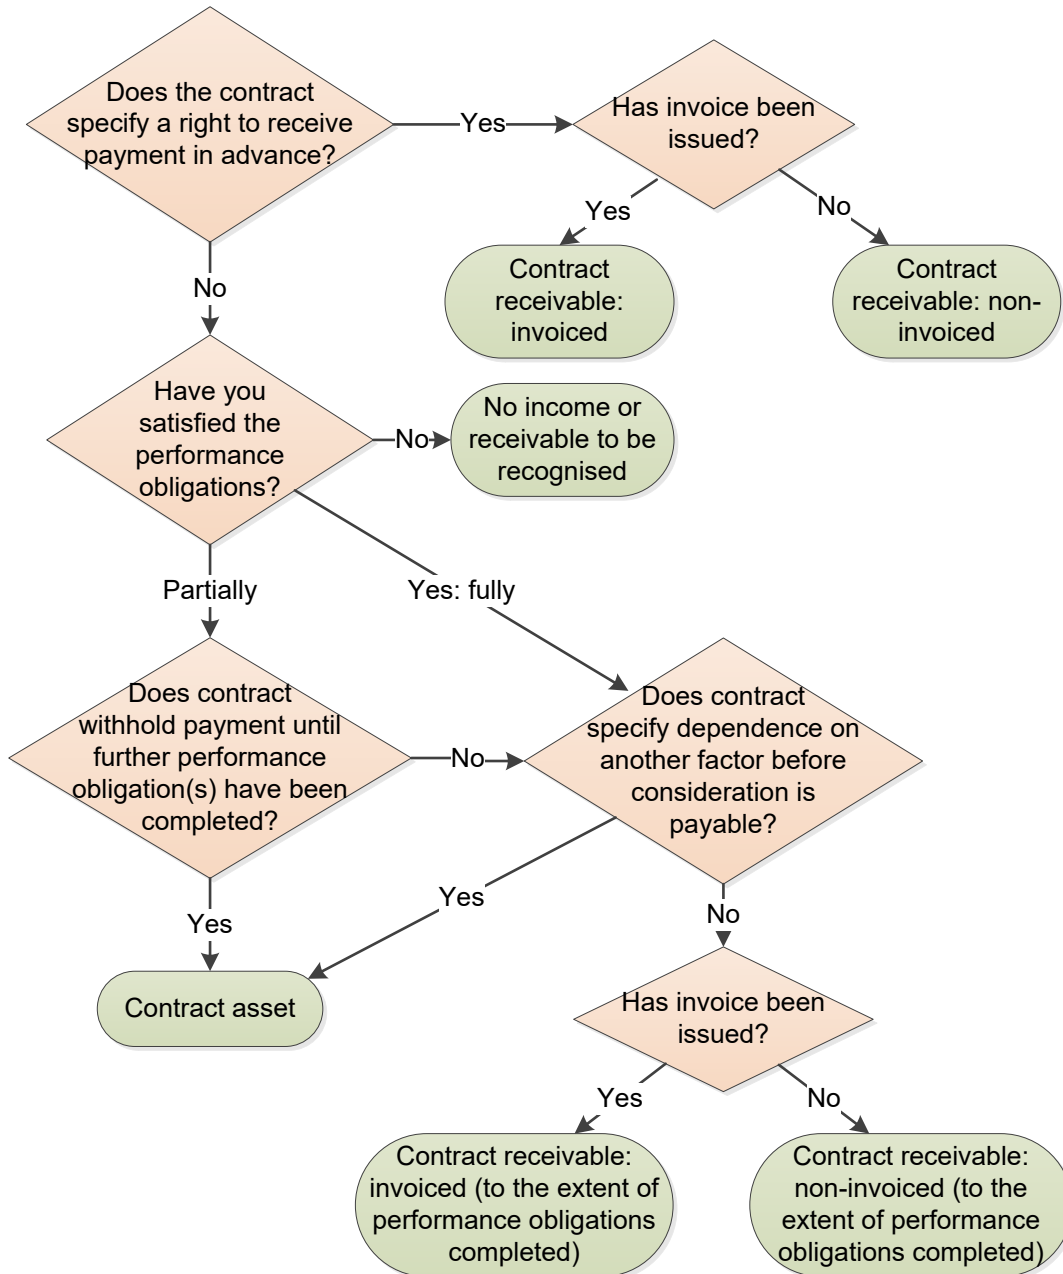 Does the contract
specify a right to receive
payment in advance?
Yes
Has invoice been
issued?
Yes
No
Contract
receivable:
invoiced
Contract
receivable: non-
invoiced
No
Have you
satisfied the
performance
obligations?
No
No income or
receivable to be
recognised
Partially
Yes: fully
Does contract
withhold payment until
further performance
obligation(s) have been
completed?
No
Does contract
specify dependence on
another factor before
consideration is
payable?
Yes
Yes
No
Contract asset
Has invoice been
issued?
Yes
No
Contract receivable:
invoiced (to the extent of
performance obligations
completed)
Contract receivable:
non-invoiced (to the
extent of performance
obligations completed)